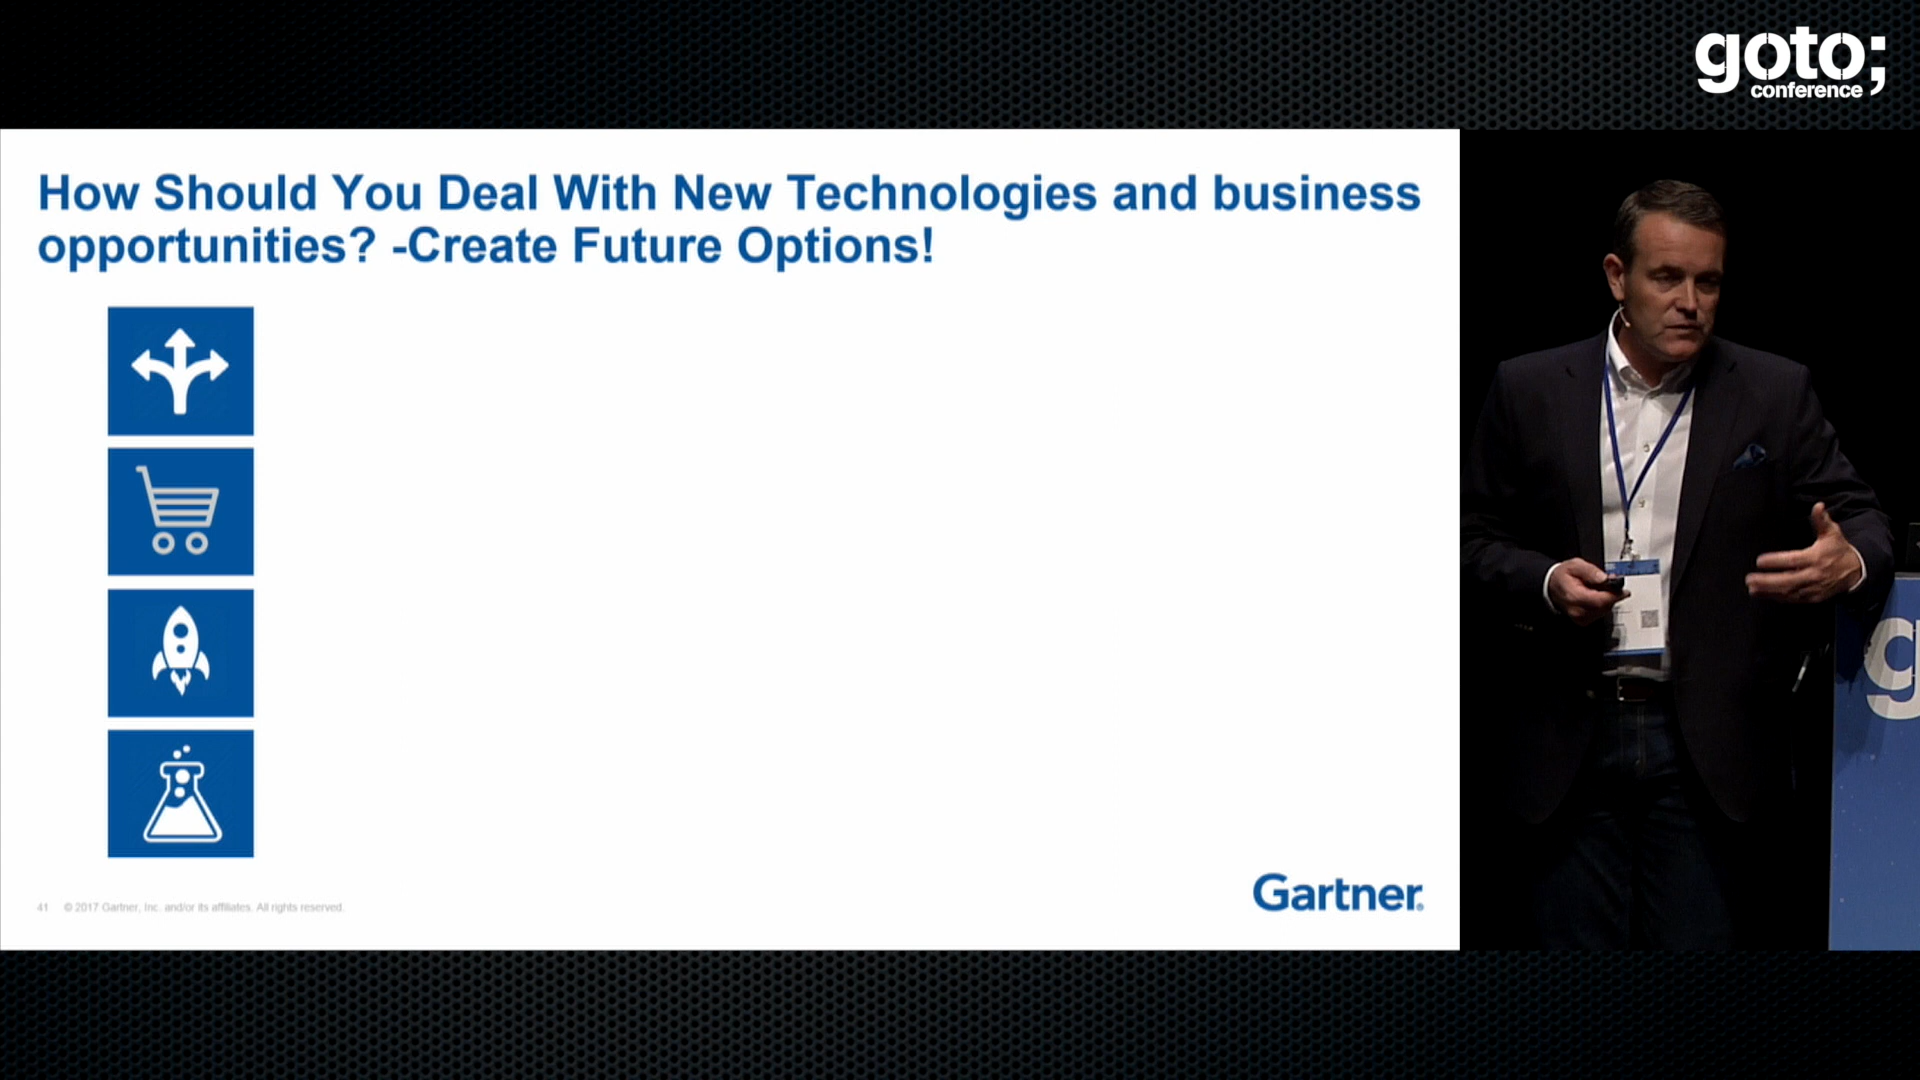 goto;
conference
How Should You Deal With New Technologies and business
opportunities? -Create Future Options!
41 © 2017 Gartner, Inc. and/or its affiliates. All rights reserved.
Gartner.
g